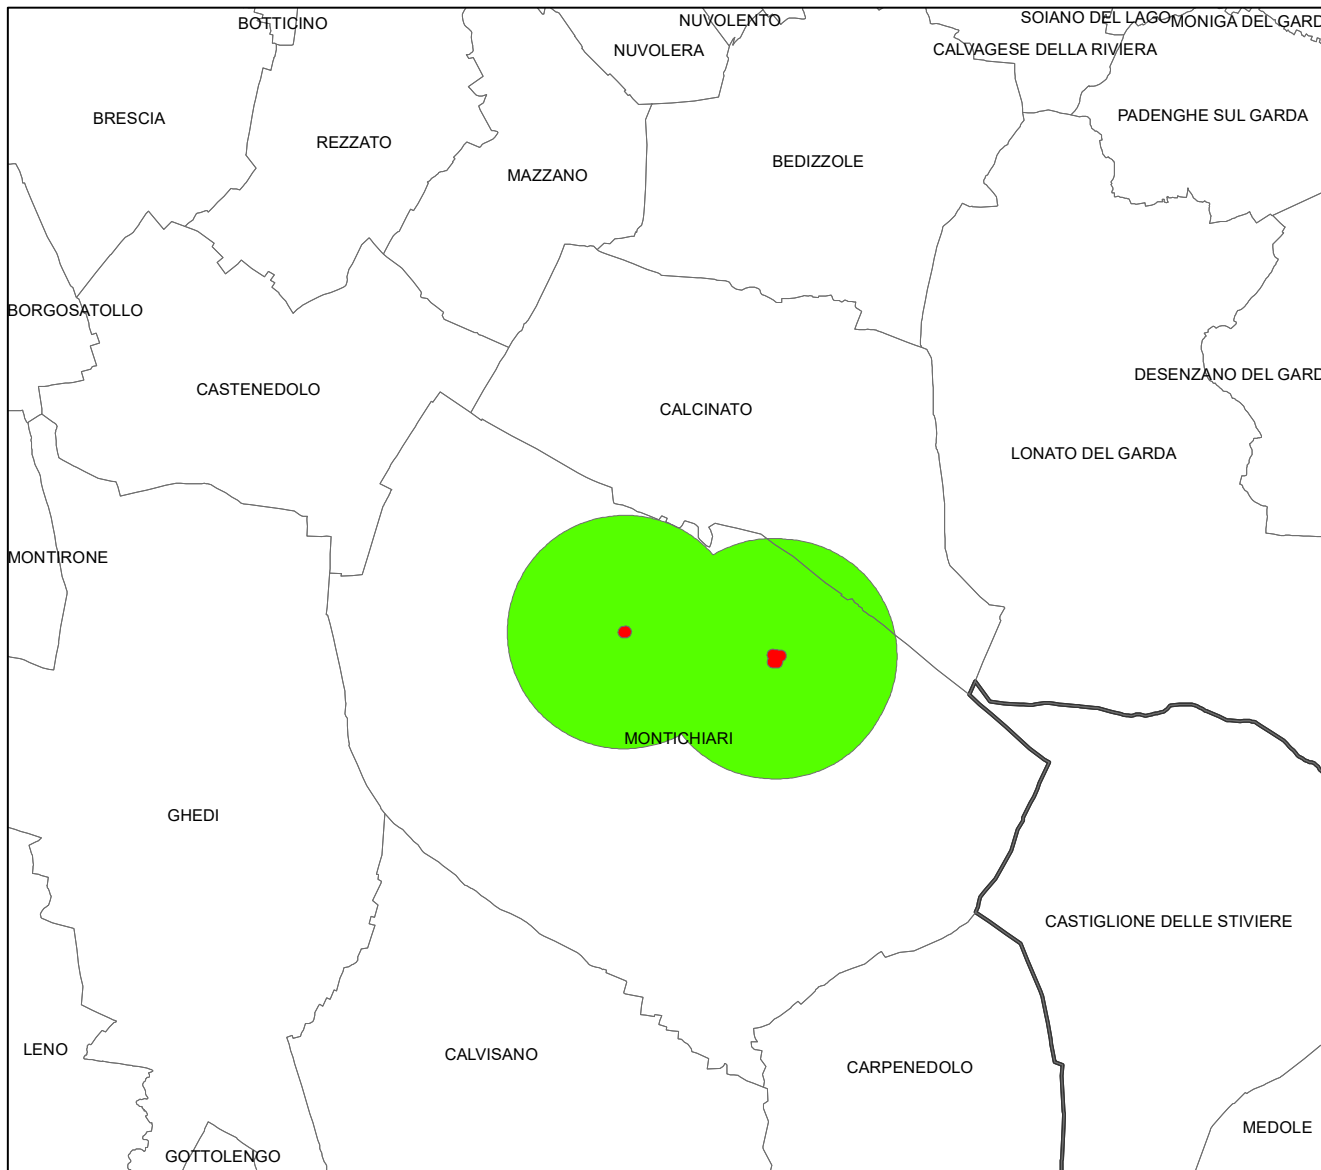 BOTTICINO
NUVOLENTO
SOIANO DEL LAGO
MONIGA DEL GARD
NUVOLERA
CALVAGESE DELLA RIVIERA
BRESCIA
REZZATO
PADENGHE SUL GARDA
MAZZANO
BEDIZZOLE
BORGOSATOLLO
CASTENEDOLO
CALCINATO
DESENZANO DEL GARD
LONATO DEL GARDA
MONTIRONE
MONTICHIARI
GHEDI
CASTIGLIONE DELLE STIVIERE
LENO
CALVISANO
CARPENEDOLO
MEDOLE
GOTTOLENGO